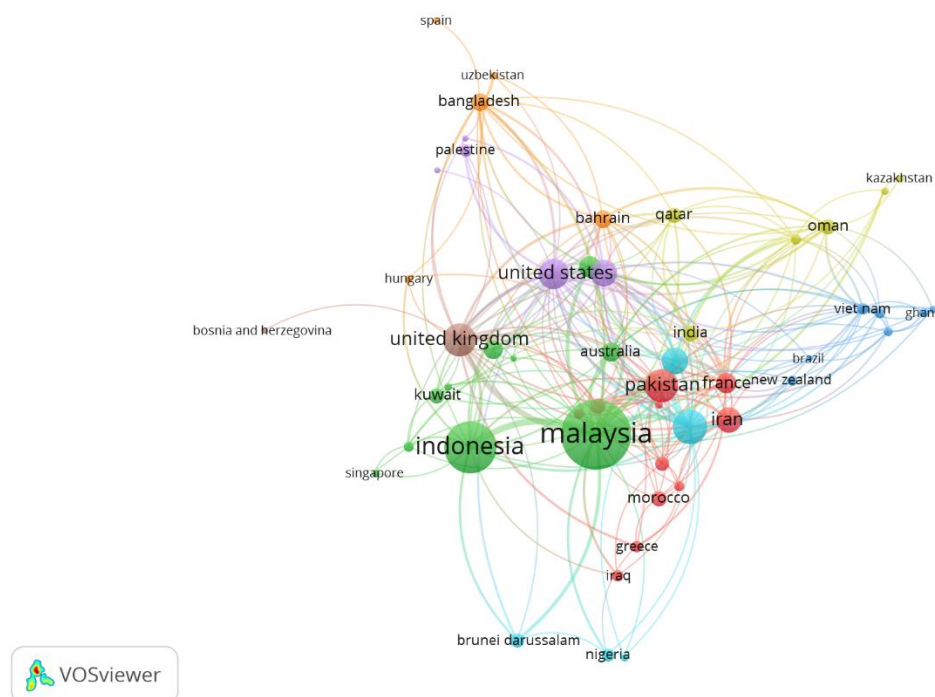 spain
uzbekistan
bangladesh
palestine
kazakhstan
bahrain
qatar
oman
united states
hungary
viet nam
ghan
bosnia and herzegovina
united kingdom
india
australia
brazil
kuwait
pakistan
france
new zealand
iran
malaysia
indonesia
singapore
morocco
greece
iraq
brunei darussalam
nigeria
VOSviewer